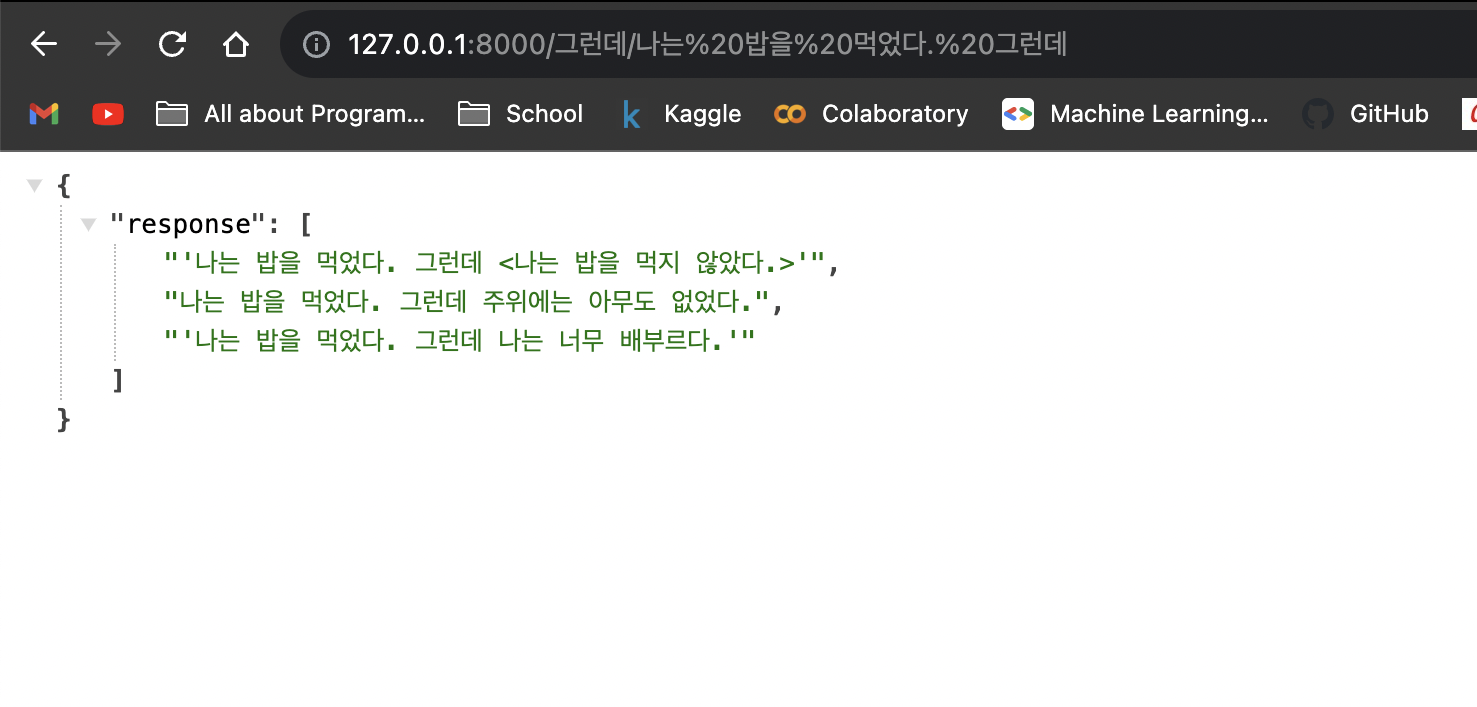 127.0.0.1:8000/그런데/나는%20밥을%20먹었다.%20그런데
All about Program... School Kaggle Colaboratory Machine Learning... GitHub
{
"response": [
"'나는 밥을 먹었다. 그런데 <나는 밥을 먹지 않았다.>'",
"나는 밥을 먹었다. 그런데 주위에는 아무도 없었다.",
"'나는 밥을 먹었다. 그런데 나는 너무 배부르다.'"
]
}